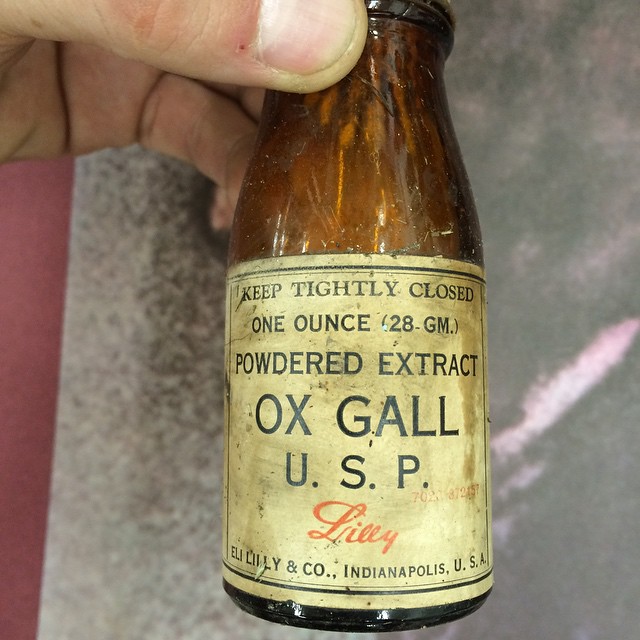 KEEP TIGHTLY CLOSED
ONE OUNCE (28-GM.)
POWDERED EXTRACT
OX GALL
U. S. P.
Lilly
ELI LILLY & CO., INDIANAPOLIS, U. S. A.